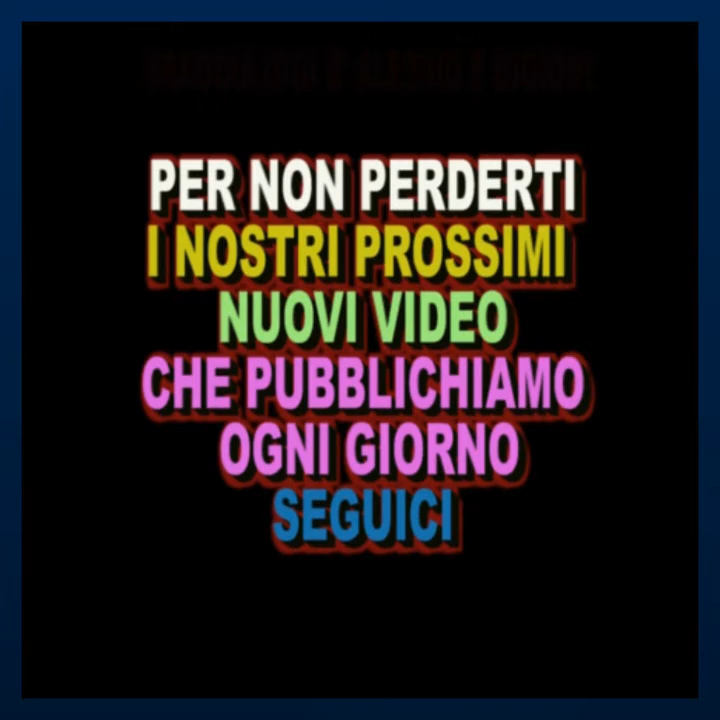 PER NON PERDERTI
I NOSTRI PROSSIMI
NUOVI VIDEO
CHE PUBBLICHIAMO
OGNI GIORNO
SEGUICI